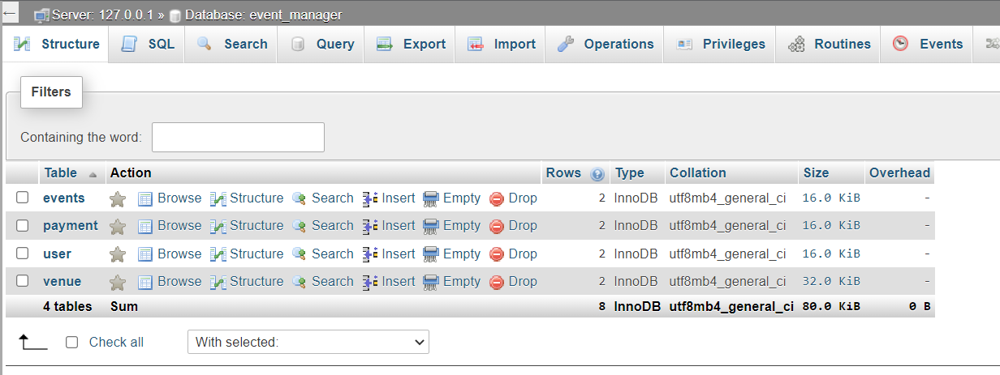 Server: 127.0.0.1 » Database: event_manager
Structure SQL Search Query Export Import Operations Privileges Routines Events
Filters
Containing the word:
Table Action Rows Type Collation Size Overhead
events Browse Structure Search Insert Empty Drop 2 InnoDB utf8mb4_general_ci 16.0 KiB -
payment Browse Structure Search Insert Empty Drop 2 InnoDB utf8mb4_general_ci 16.0 KiB -
user Browse Structure Search Insert Empty Drop 2 InnoDB utf8mb4_general_ci 16.0 KiB -
venue Browse Structure Search Insert Empty Drop 2 InnoDB utf8mb4_general_ci 32.0 KiB -
4 tables Sum 8 InnoDB utf8mb4_general_ci 80.0 KiB 0 B
Check all With selected: